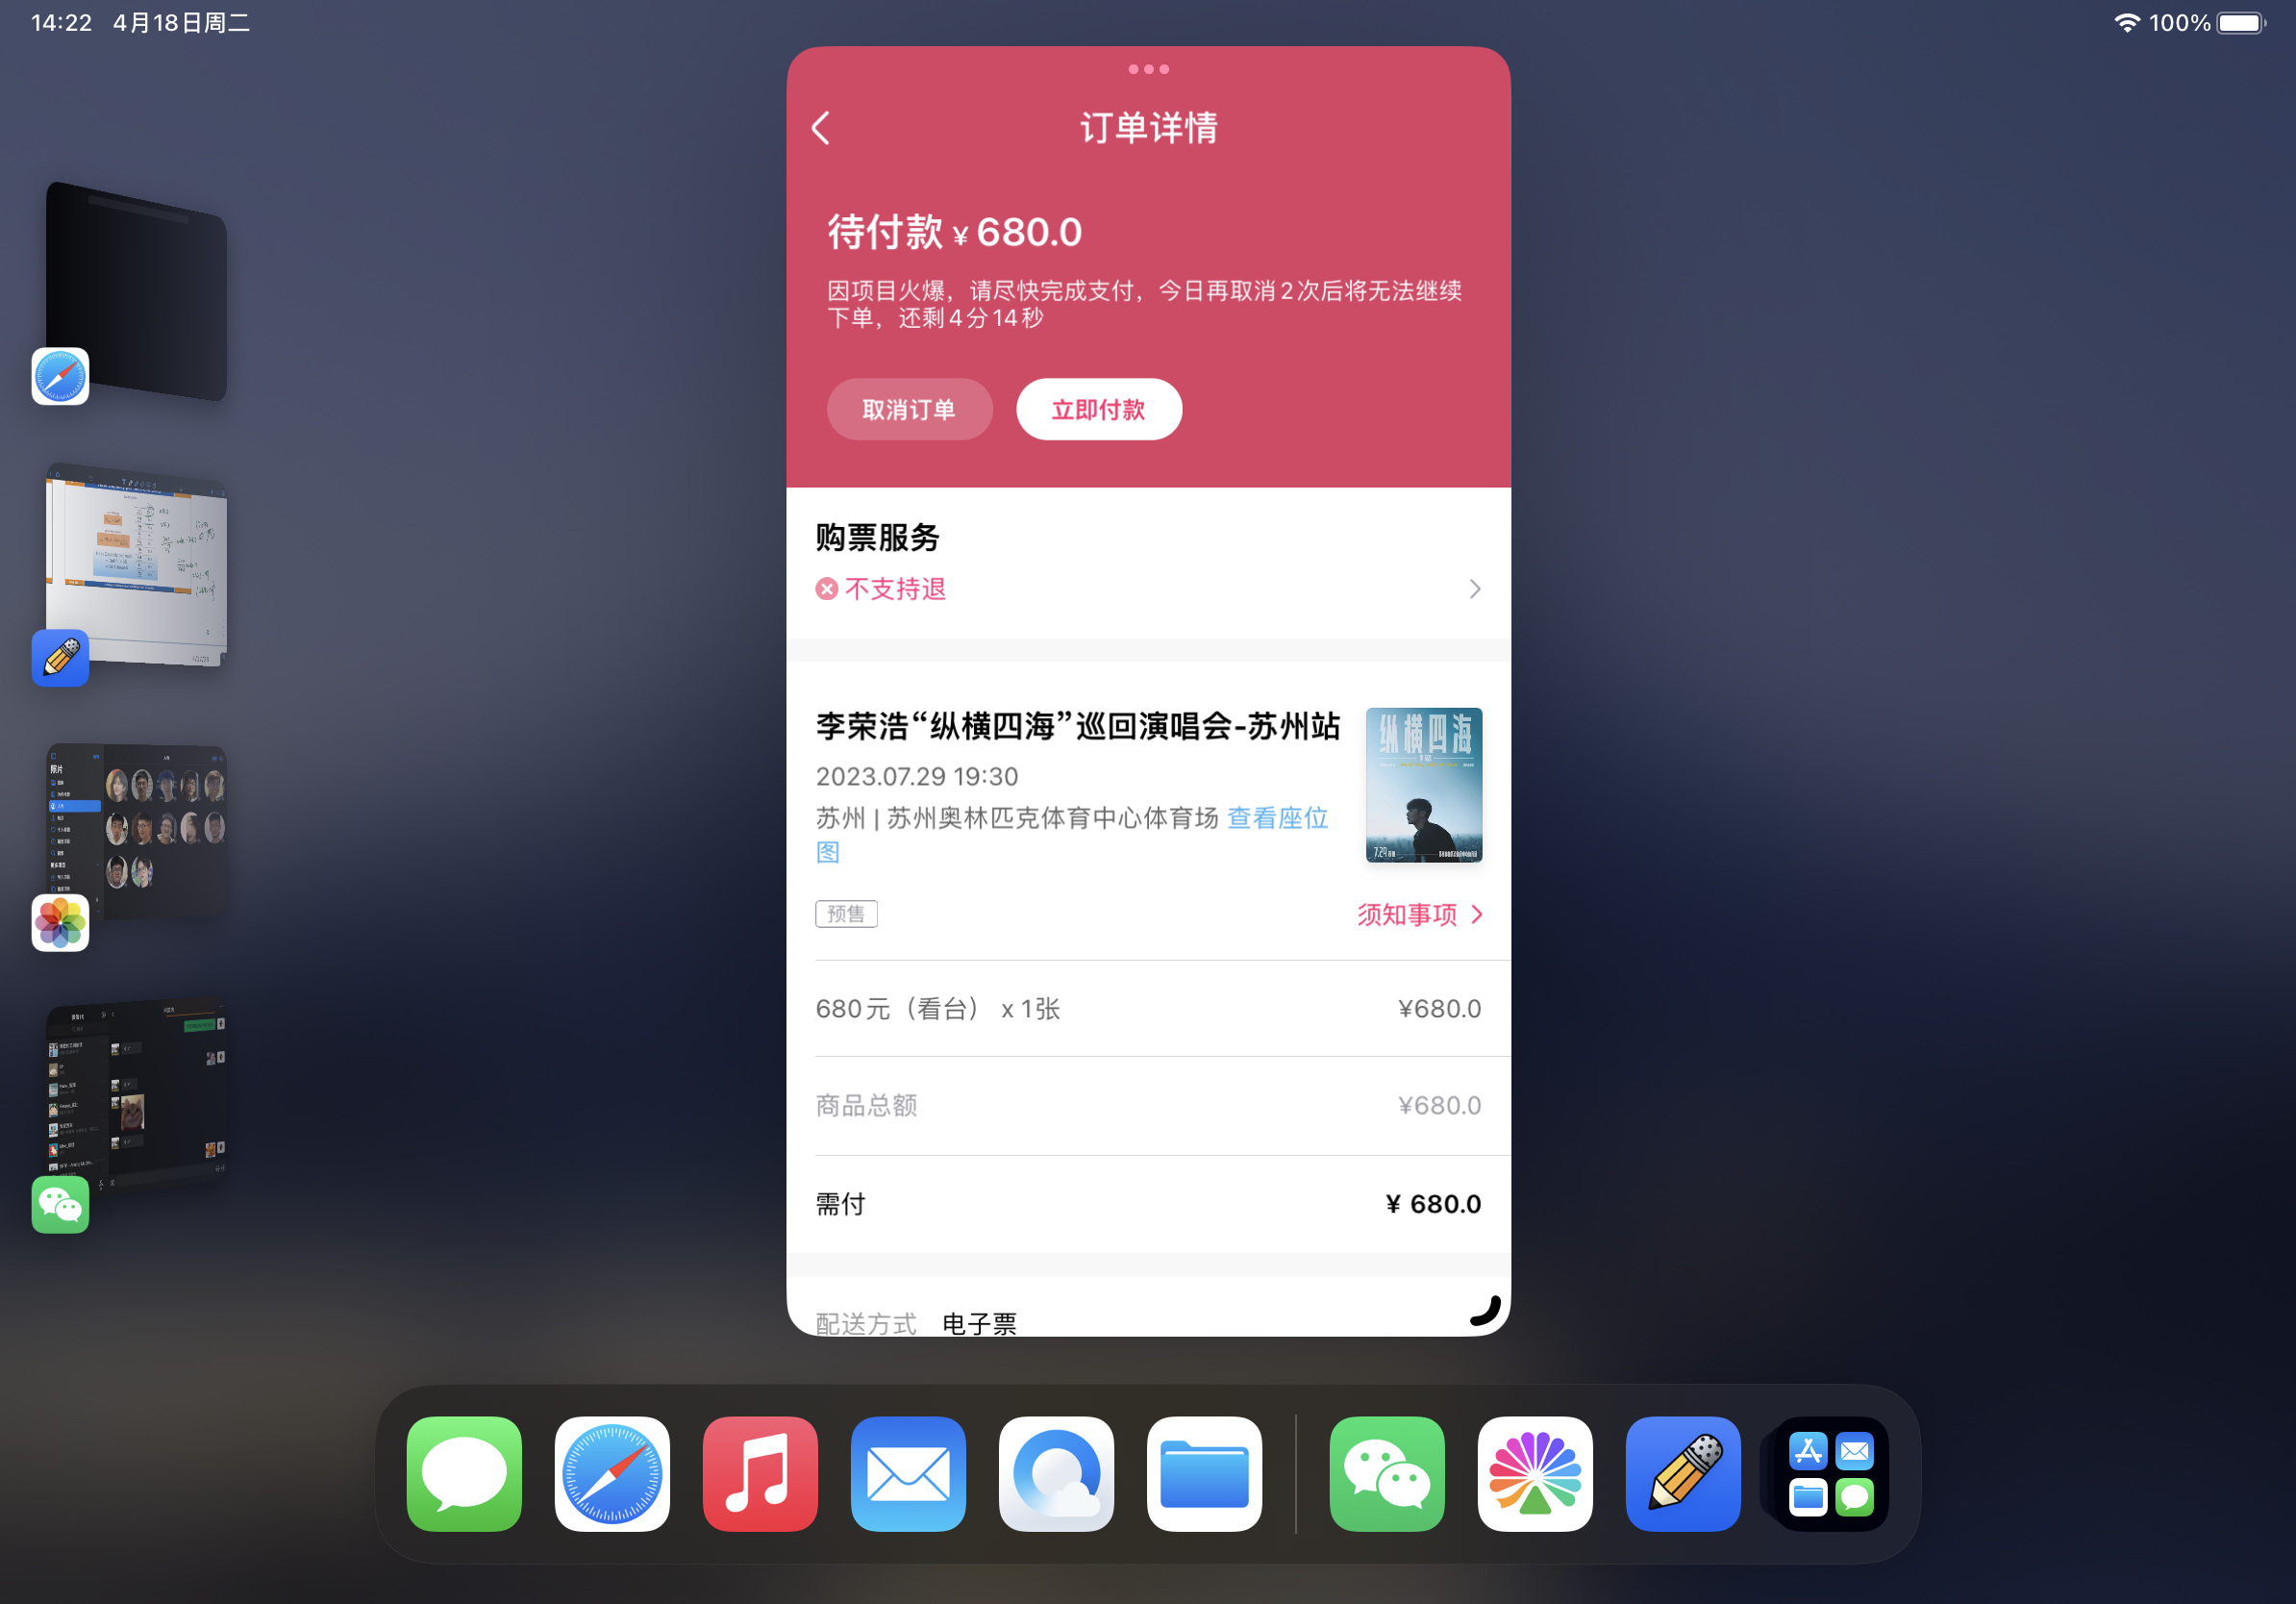 14:22 4月18日周二
100%
订单详情
待付款 ¥ 680.0
因项目火爆，请尽快完成支付，今日再取消2次后将无法继续
下单，还剩4分14秒
取消订单
立即付款
购票服务
不支持退
李荣浩“纵横四海”巡回演唱会-苏州站
2023.07.29 19:30
苏州 | 苏州奥林匹克体育中心体育场 查看座位
图
纵横四海
7.29
预售
须知事项
680元（看台） x 1张
¥680.0
商品总额
¥680.0
需付
¥ 680.0
配送方式 电子票
照片